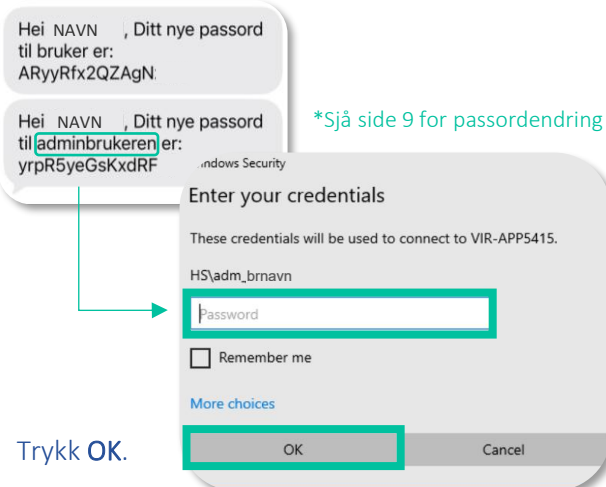 Hei NAVN , Ditt nye passord
til bruker er:
ARyyRfx2QZAgN:
Hei NAVN , Ditt nye passord
til adminbrukeren er:
yrpR5yeGsKxdRF
*Sjå side 9 for passordendring
Windows Security
Enter your credentials
These credentials will be used to connect to VIR-APP5415.
HS\adm_brnavn
Password
Remember me
More choices
OK
Cancel
Trykk OK.